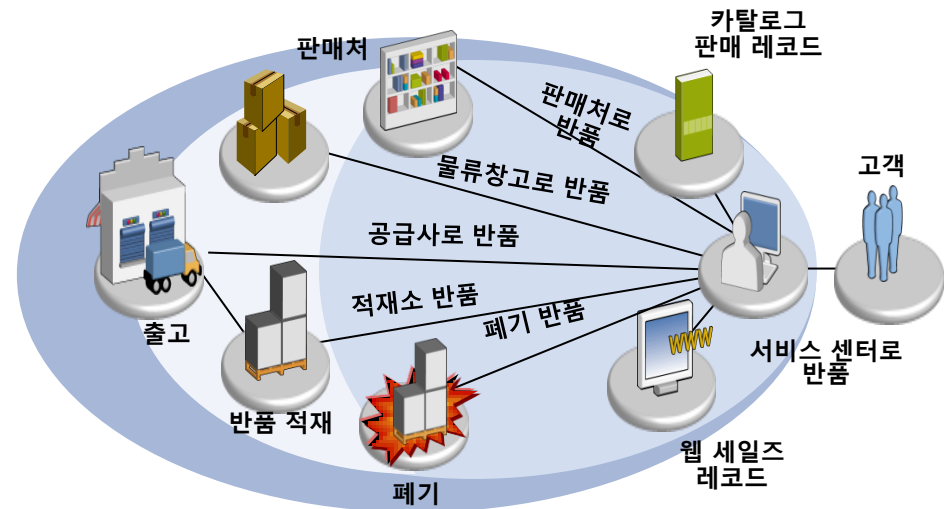 카탈로그
판매 레코드
판매처
판매처로
반품
물류창고로 반품
고객
공급사로 반품
적재소 반품
폐기 반품
출고
서비스 센터로
반품
WWW
반품 적재
웹 세일즈
레코드
폐기